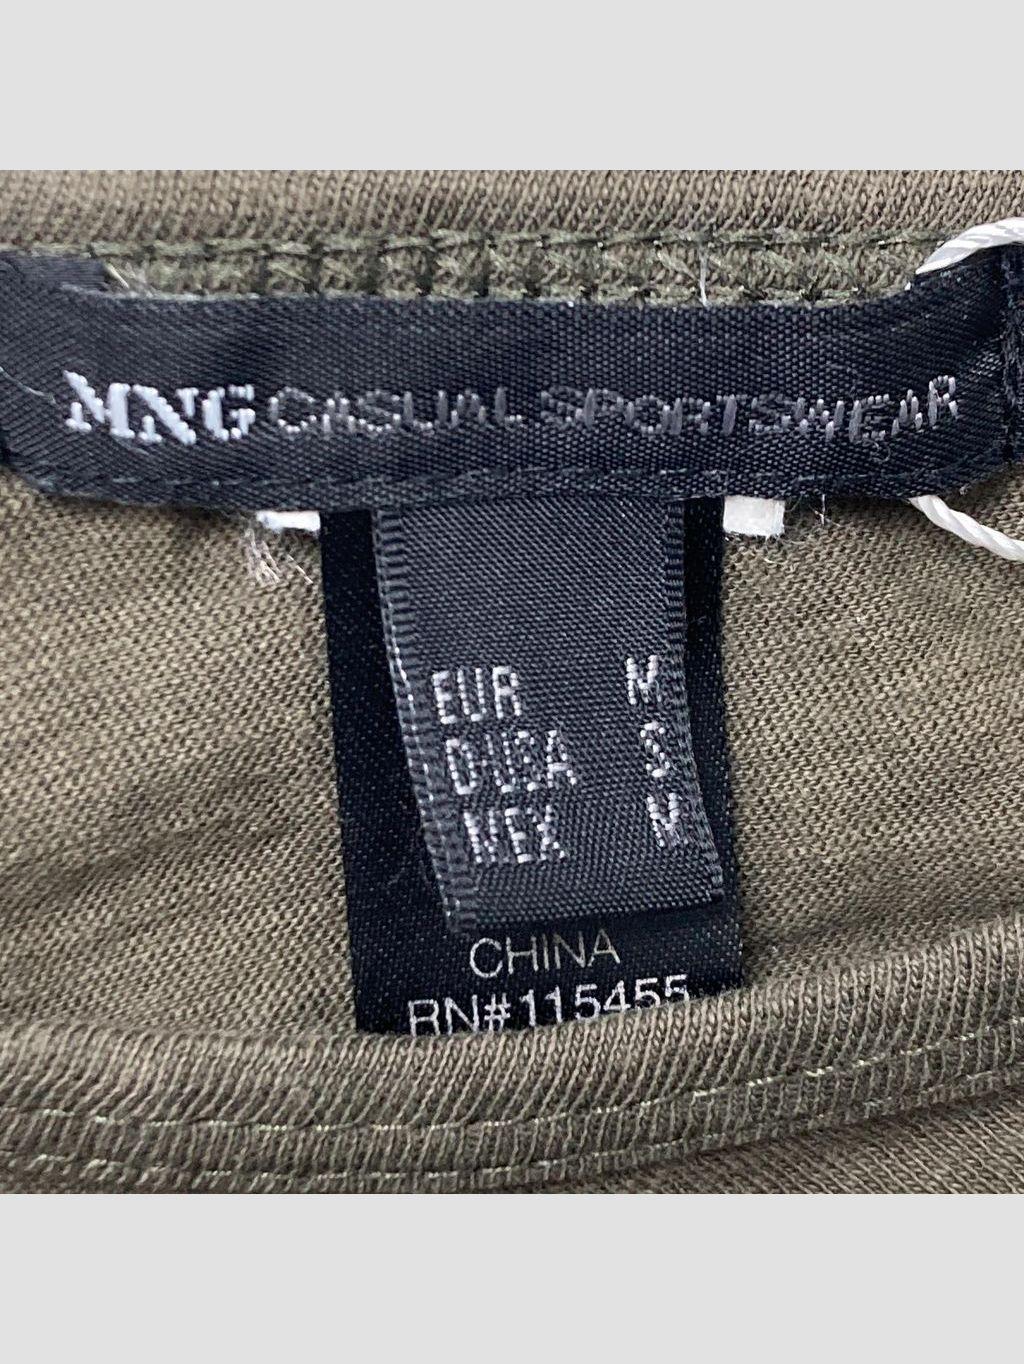 MNG CASUAL SPORTSWEAR
EUR M
D·USA S
MEX M
CHINA
RN#115455